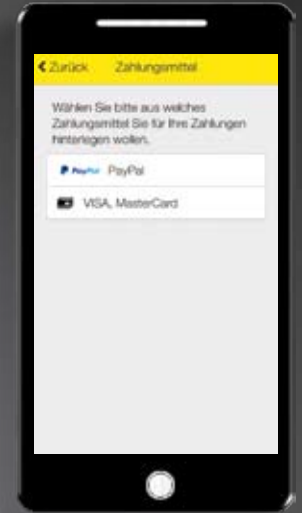 Zurück Zahlungsmittel
Wählen Sie bitte aus welches
Zahlungsmittel Sie für Ihre Zahlungen
hinterlegen wollen.
PayPal PayPal
VISA, MasterCard